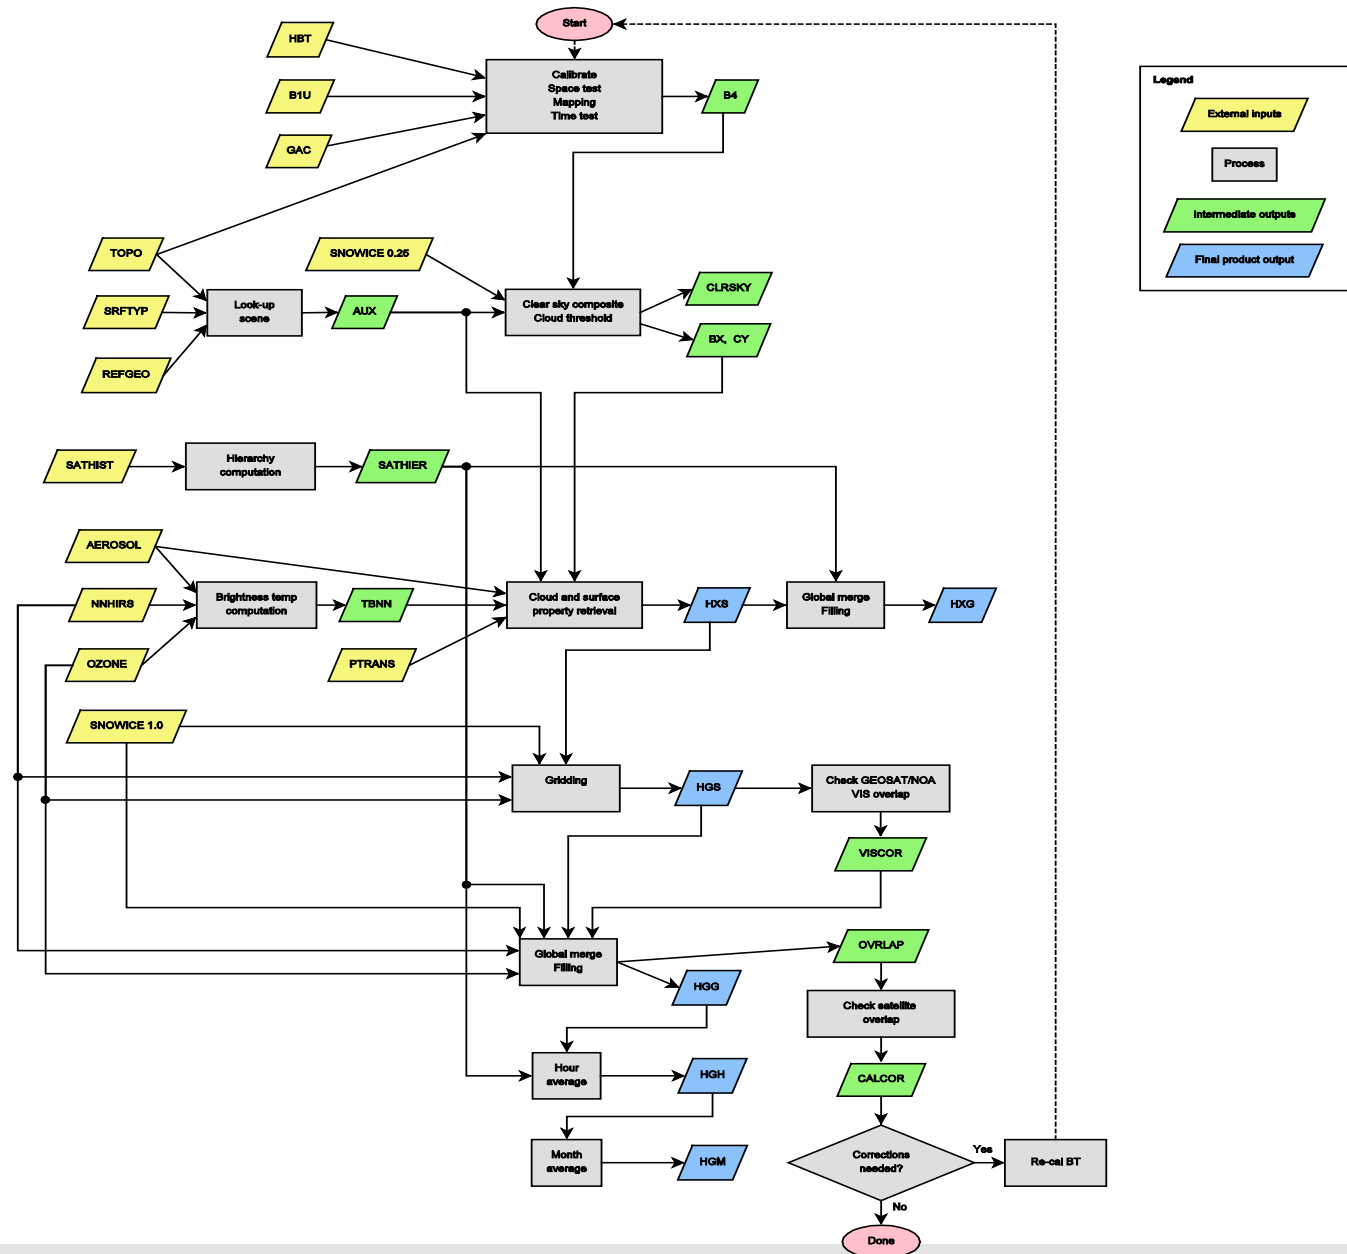 Start
HBT
Calibrate
Space test
Mapping
Time test
B1U
B4
GAC
Legend
External inputs
Process
Intermediate outputs
Final product output
TOPO
SNOWICE 0.25
SRFTYP
Look-up
scene
AUX
Clear sky composite
Cloud threshold
CLRSKY
BX, CY
REFGEO
SATHIST
Hierarchy
computation
SATHIER
AEROSOL
NNHIRS
Brightness temp
computation
TBNN
Cloud and surface
property retrieval
HXS
Global merge
Filling
HXG
OZONE
PTRANS
SNOWICE 1.0
Gridding
HGS
Check GEOSAT/NOA
VIS overlap
VISCOR
Global merge
Filling
OVRLAP
HGG
Check satellite
overlap
Hour
average
HGH
CALCOR
Month
average
HGM
Corrections
needed?
Yes
Re-cal BT
No
Done